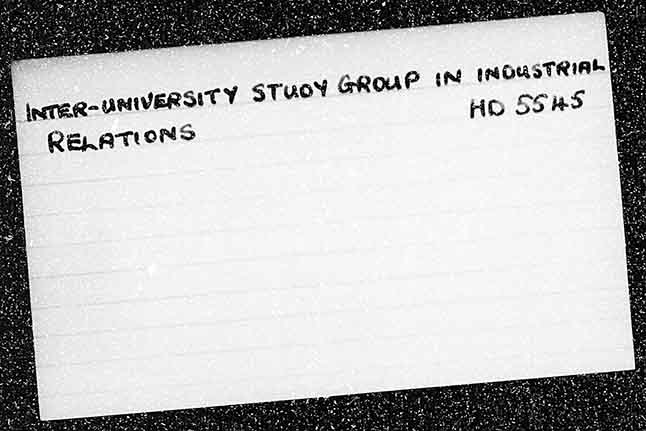 INTER-UNIVERSITY STUDY GROUP IN INDUSTRIAL
RELATIONS HD 5545